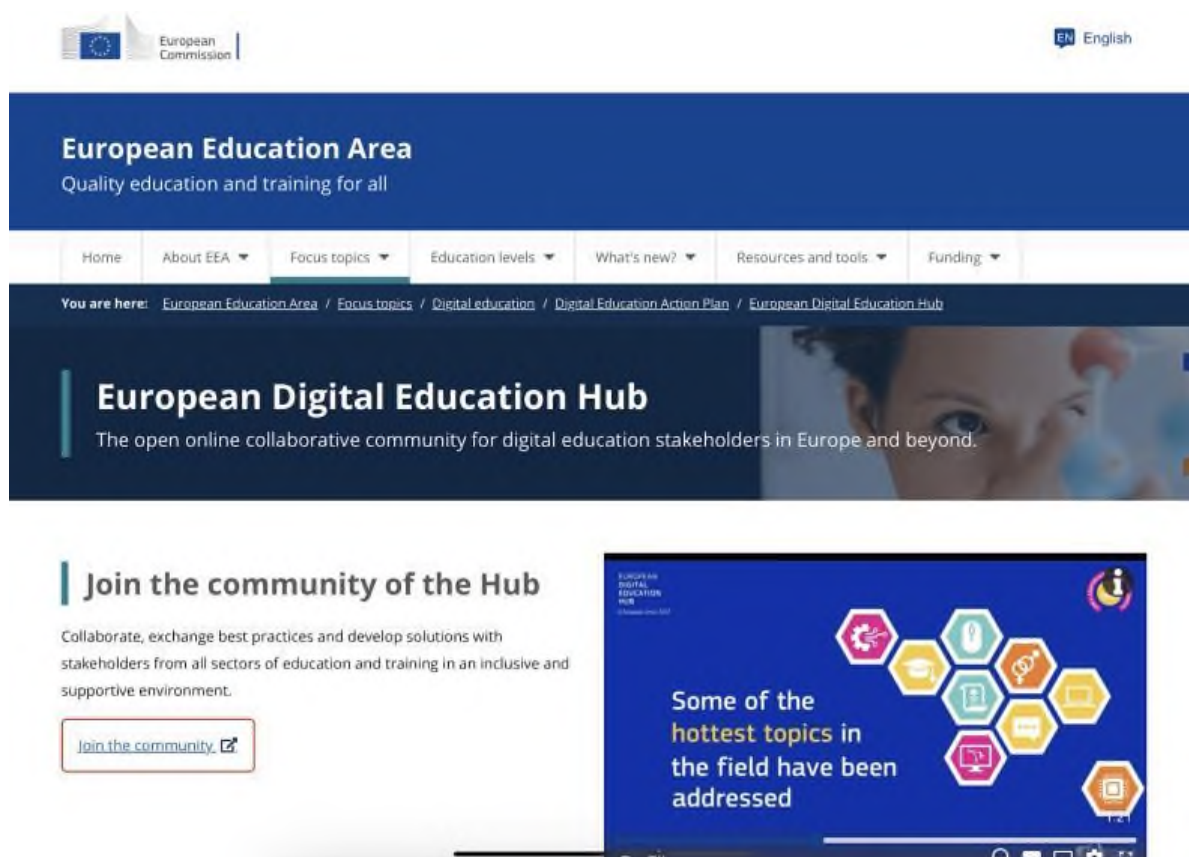 European
Commission
EN English
European Education Area
Quality education and training for all
Home About EEA Focus topics Education levels What's new? Resources and tools Funding
You are here: European Education Area / Focus topics / Digital education / Digital Education Action Plan / European Digital Education Hub
European Digital Education Hub
The open online collaborative community for digital education stakeholders in Europe and beyond.
Join the community of the Hub
Collaborate, exchange best practices and develop solutions with
stakeholders from all sectors of education and training in an inclusive and
supportive environment.
Join the community
EUROPEAN
DIGITAL
EDUCATION
HUB
Some of the
hottest topics in
the field have been
addressed
1:21